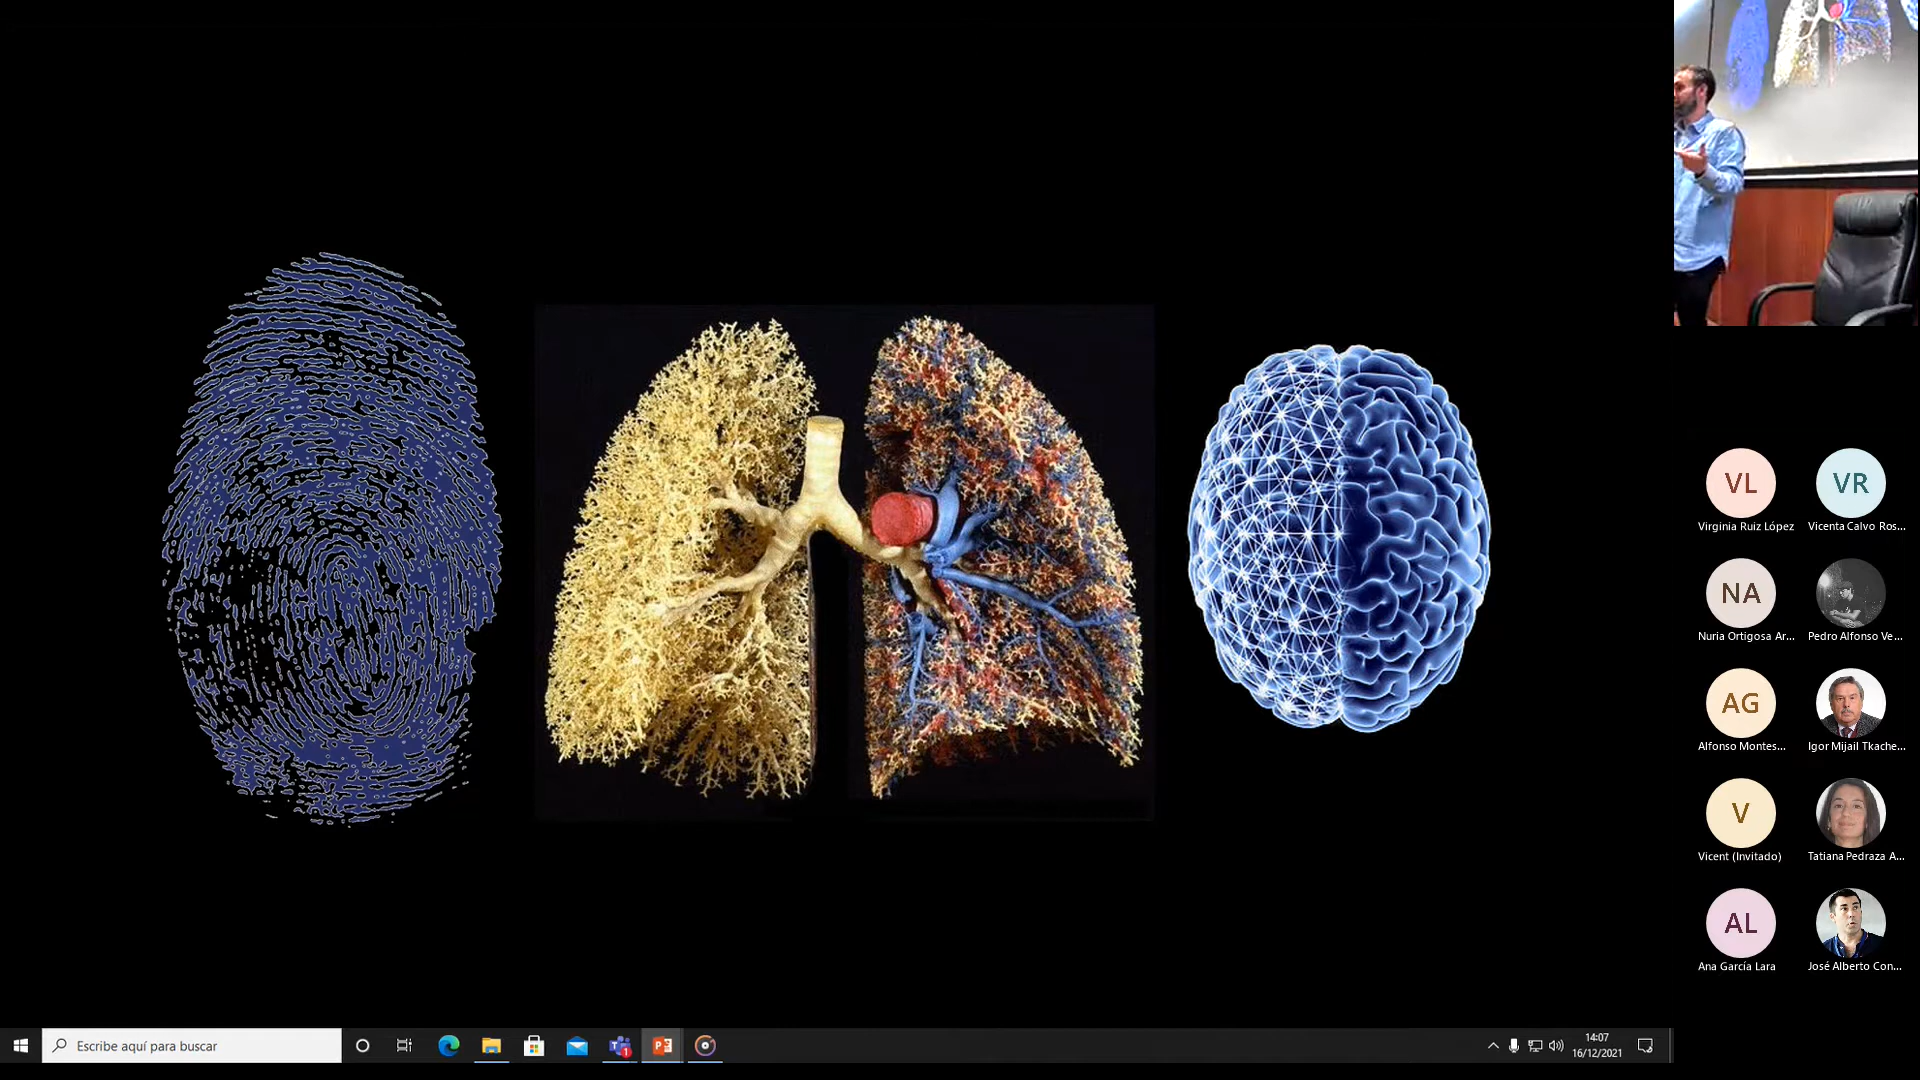 VL
VR
Virginia Ruiz López
Vicenta Calvo Ros...
NA
Nuria Ortigosa Ar...
Pedro Alfonso Ve...
AG
Alfonso Montes...
Igor Mijail Tkache...
V
Vicent (Invitado)
Tatiana Pedraza A...
AL
Ana García Lara
José Alberto Con...
Escribe aquí para buscar
1
14:07
16/12/2021